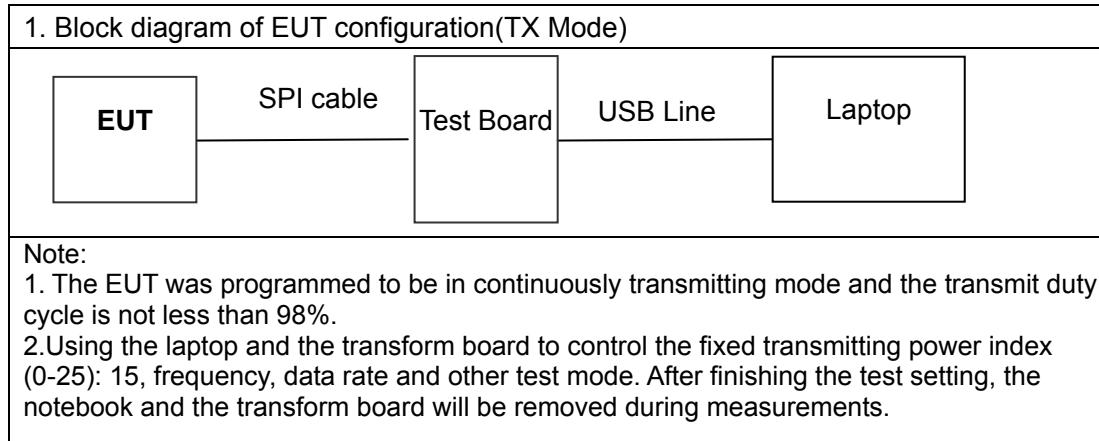 1. Block diagram of EUT configuration(TX Mode)
EUT
SPI cable
Test Board
USB Line
Laptop
Note:
1. The EUT was programmed to be in continuously transmitting mode and the transmit duty
cycle is not less than 98%.
2.Using the laptop and the transform board to control the fixed transmitting power index
(0-25): 15, frequency, data rate and other test mode. After finishing the test setting, the
notebook and the transform board will be removed during measurements.